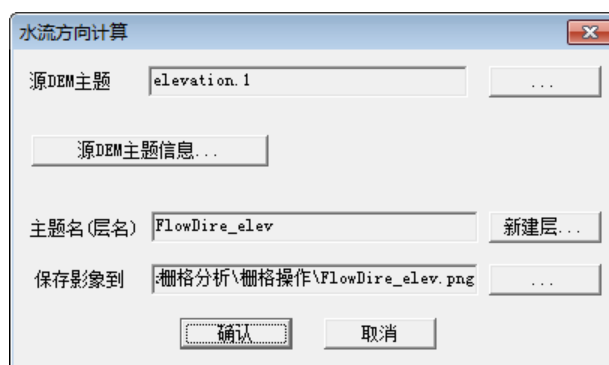 水流方向计算
源DEM主题 elevation.1 ...
源DEM主题信息...
主题名(层名) FlowDire_elev 新建层...
保存影象到 :栅格分析\栅格操作\FlowDire_elev.png ...
确认 取消